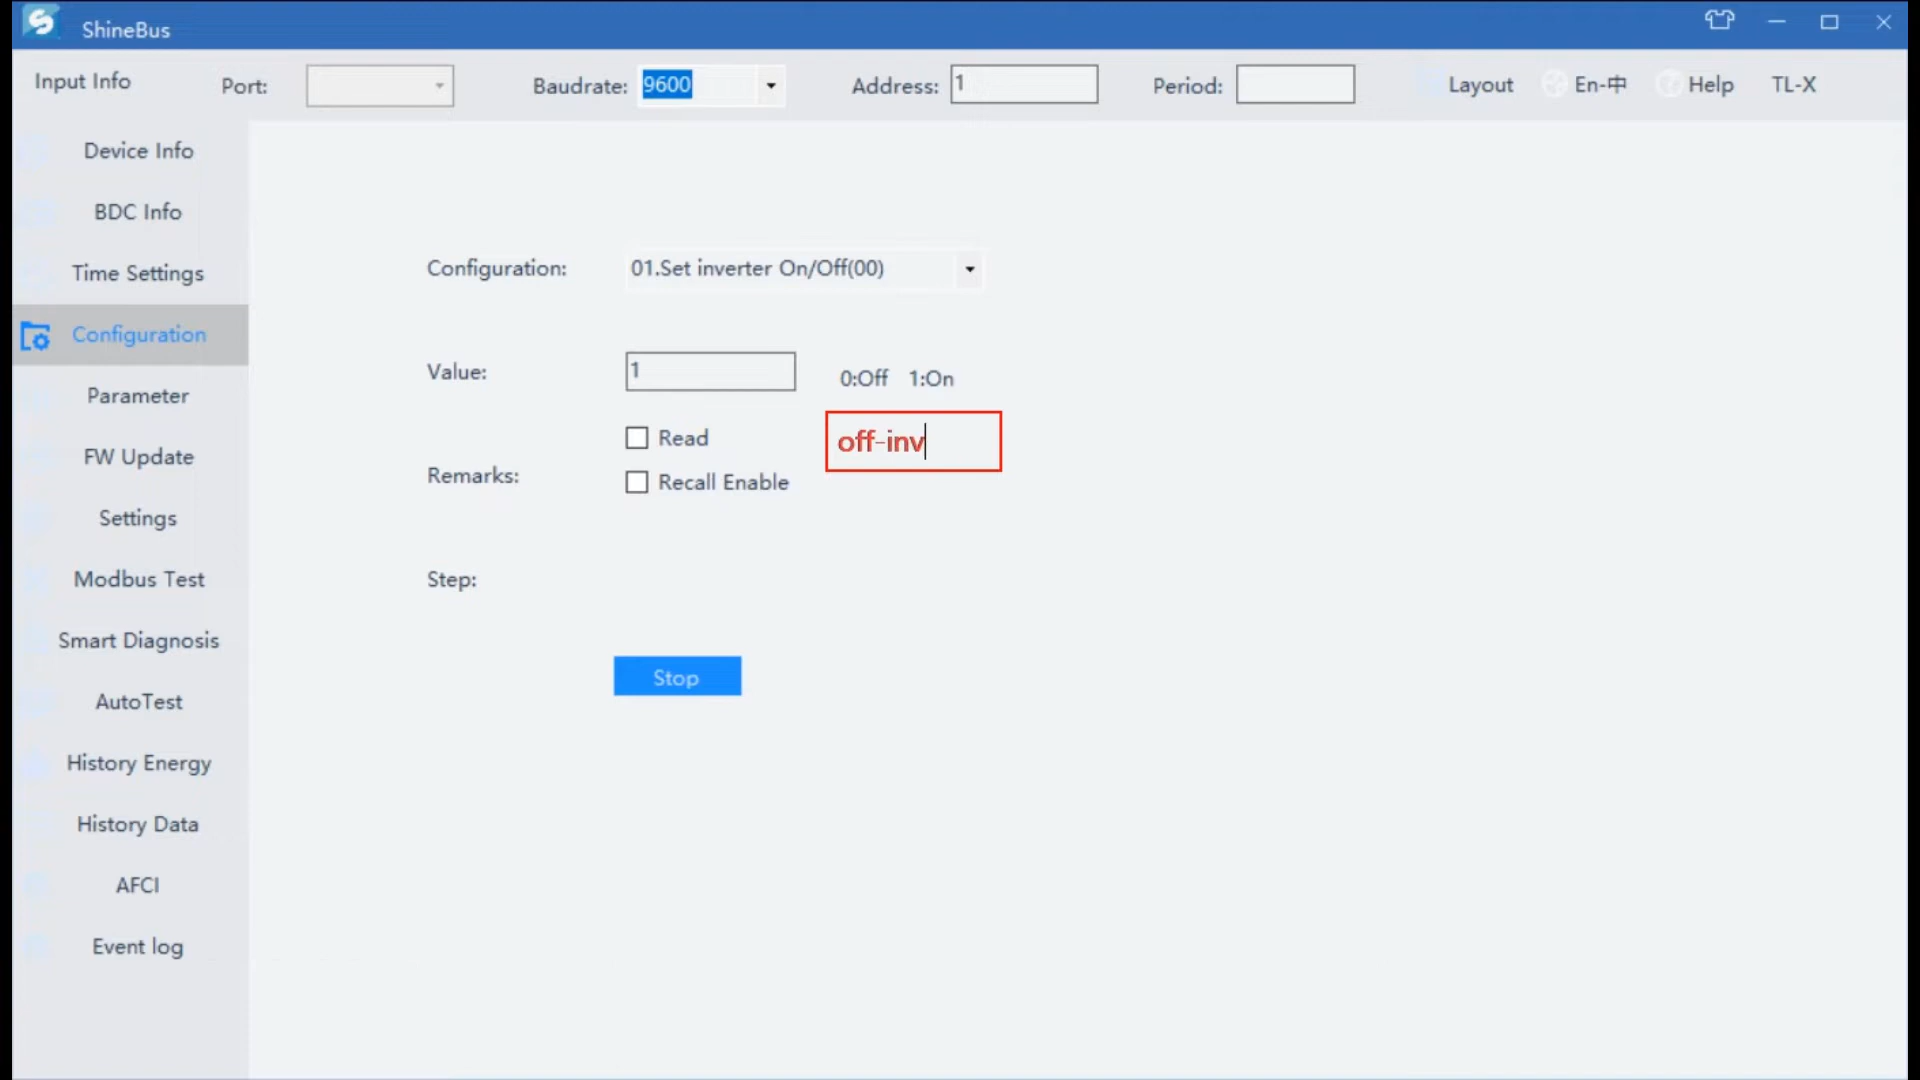 ShineBus
Input Info Port: Baudrate: 9600 Address: 1 Period: Layout En-中 Help TL-X
Device Info
BDC Info
Time Settings
Configuration
Parameter
FW Update
Settings
Modbus Test
Smart Diagnosis
AutoTest
History Energy
History Data
AFCI
Event log
Configuration: 01.Set inverter On/Off(00)
Value: 1 0:Off 1:On
Read
off-inv
Remarks:
Recall Enable
Step:
Stop